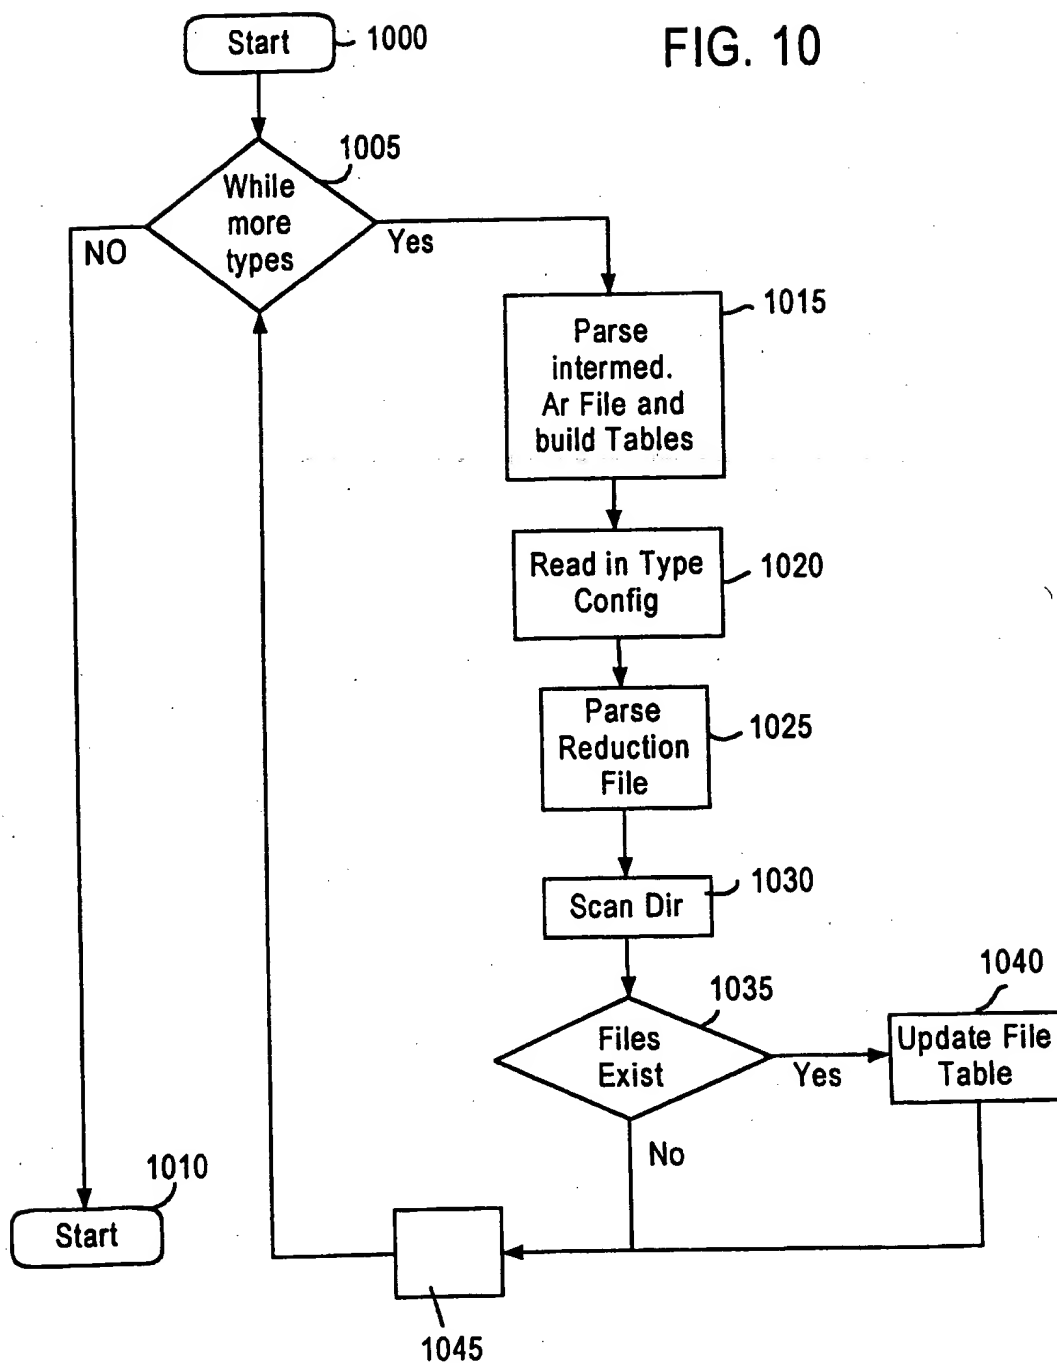 FIG. 10
Start
1000
1005
While
more
types
NO
Yes
1015
Parse
intermed.
Ar File and
build Tables
Read in Type
Config
1020
Parse
Reduction
File
1025
Scan Dir
1030
1035
Files
Exist
Yes
No
1040
Update File
Table
1010
Start
1045